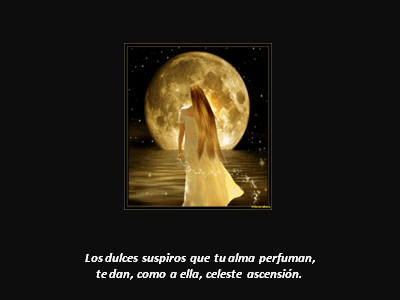 Los dulces suspiros que tu alma perfuman,
te dan, como a ella, celeste ascensión.